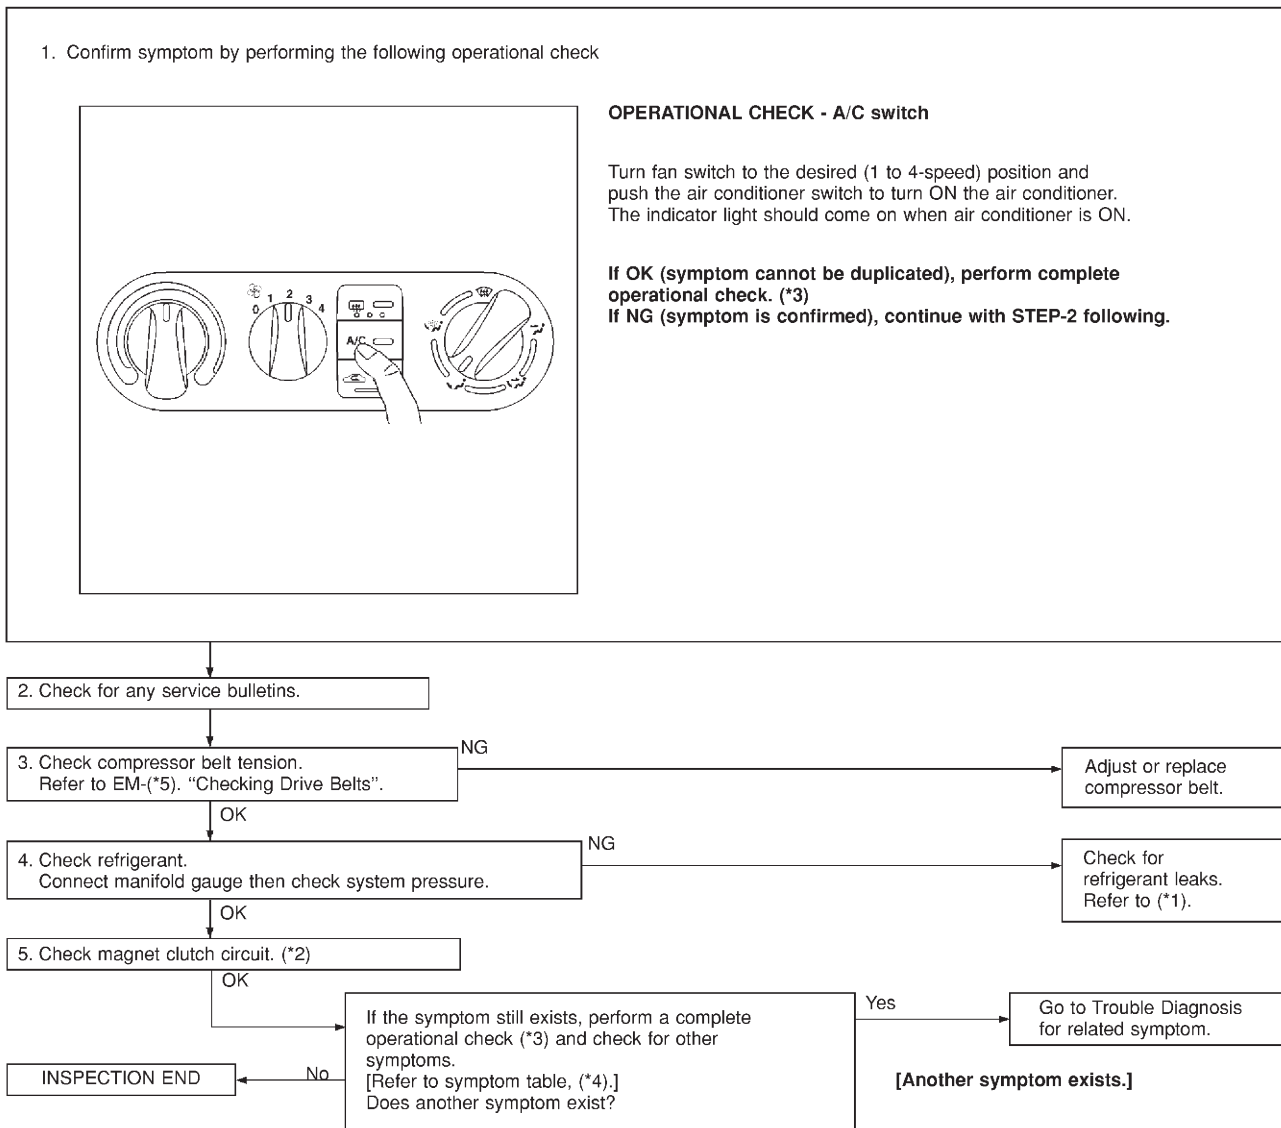 1. Confirm symptom by performing the following operational check
OPERATIONAL CHECK - A/C switch
Turn fan switch to the desired (1 to 4-speed) position and
push the air conditioner switch to turn ON the air conditioner.
The indicator light should come on when air conditioner is ON.
If OK (symptom cannot be duplicated), perform complete
operational check. (*3)
If NG (symptom is confirmed), continue with STEP-2 following.
0 1 2 3 4
A/C
2. Check for any service bulletins.
3. Check compressor belt tension.
Refer to EM-(*5). “Checking Drive Belts”.
NG
Adjust or replace
compressor belt.
OK
4. Check refrigerant.
Connect manifold gauge then check system pressure.
NG
Check for
refrigerant leaks.
Refer to (*1).
OK
5. Check magnet clutch circuit. (*2)
OK
If the symptom still exists, perform a complete
operational check (*3) and check for other
symptoms.
[Refer to symptom table, (*4).]
Does another symptom exist?
Yes
Go to Trouble Diagnosis
for related symptom.
[Another symptom exists.]
No
INSPECTION END